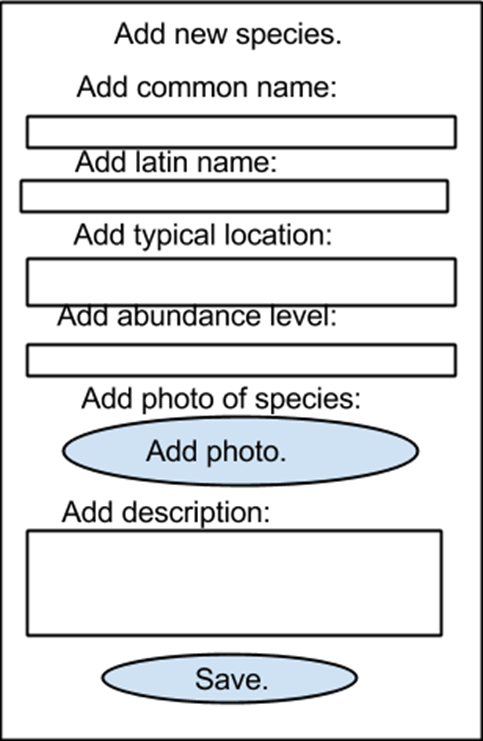 Add new species.
Add common name:
Add latin name:
Add typical location:
Add abundance level:
Add photo of species:
Add photo.
Add description:
Save.